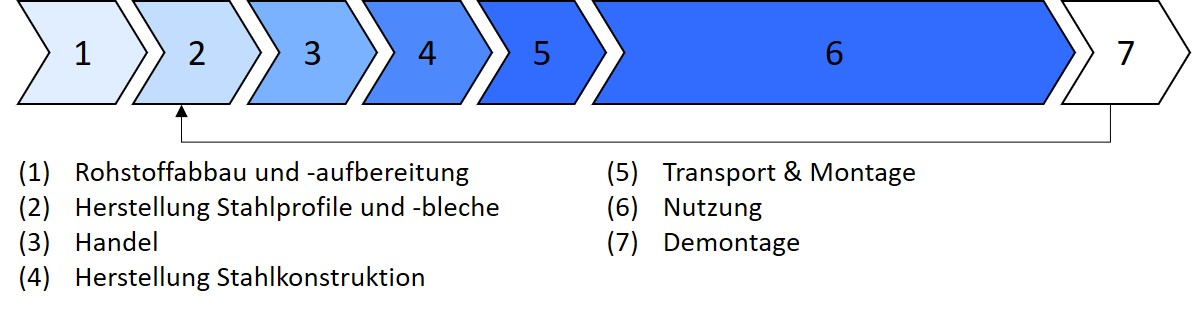 1 2 3 4 5 6 7
(1) Rohstoffabbau und -aufbereitung
(2) Herstellung Stahlprofile und -bleche
(3) Handel
(4) Herstellung Stahlkonstruktion
(5) Transport & Montage
(6) Nutzung
(7) Demontage